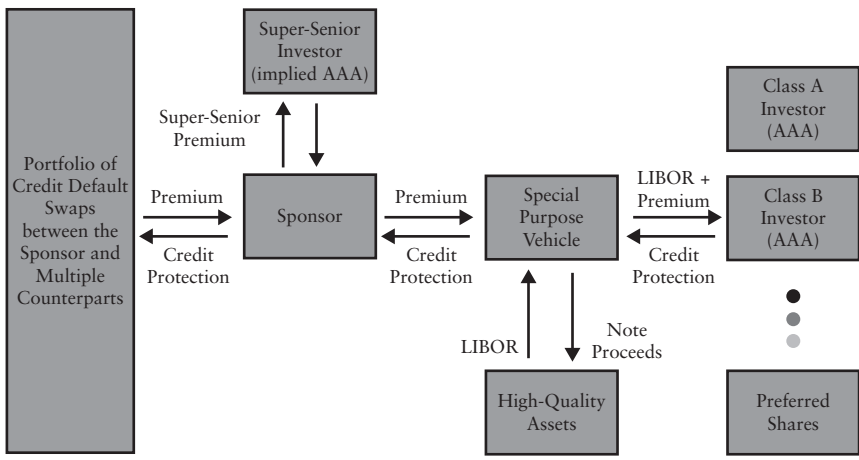 Portfolio of
Credit Default
Swaps
between the
Sponsor and
Multiple
Counterparts
Super-Senior
Investor
(implied AAA)
Super-Senior
Premium
Premium
Credit
Protection
Sponsor
Premium
Credit
Protection
Special
Purpose
Vehicle
LIBOR +
Premium
Credit
Protection
LIBOR
Note
Proceeds
High-Quality
Assets
Class A
Investor
(AAA)
Class B
Investor
(AAA)
Preferred
Shares